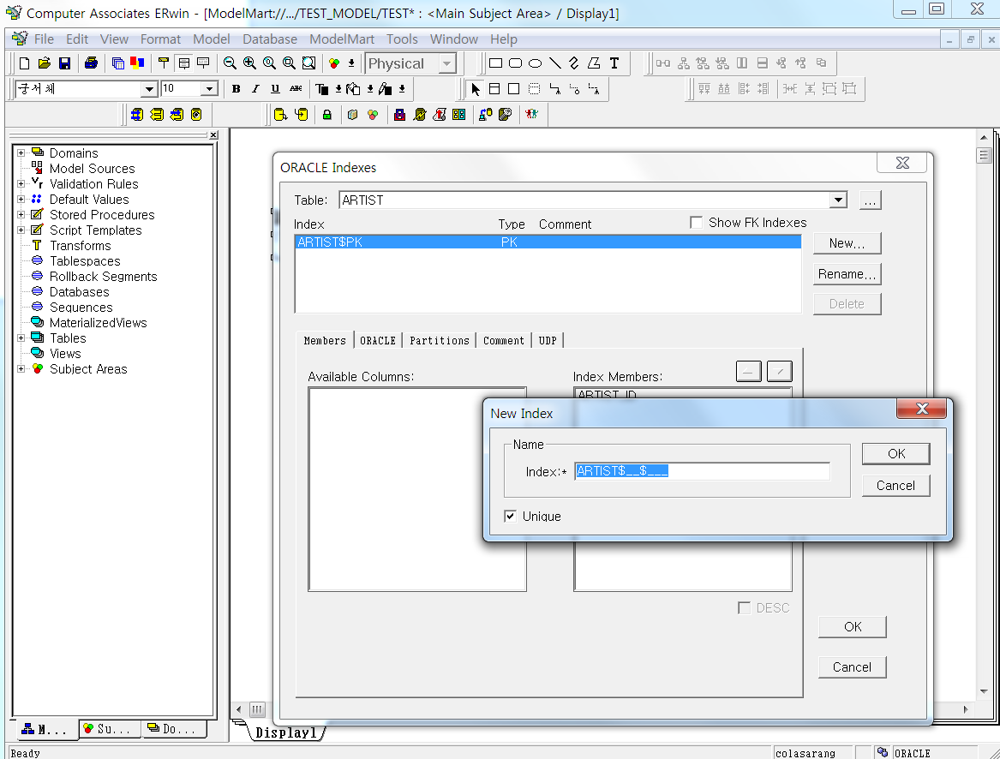 Computer Associates ERwin - [ModelMart://.../TEST_MODEL/TEST* : <Main Subject Area> / Display1]
File Edit View Format Model Database ModelMart Tools Window Help
Physical
궁서체 10 B I U ABC
Domains
Model Sources
Validation Rules
Default Values
Stored Procedures
Script Templates
Transforms
Tablespaces
Rollback Segments
Databases
Sequences
MaterializedViews
Tables
Views
Subject Areas
M... Su... Do...
ORACLE Indexes
Table: ARTIST ...
Index Type Comment Show FK Indexes
ARTIST$PK PK
New...
Rename...
Delete
Members ORACLE Partitions Comment UDP
Available Columns: Index Members:
ARTIST_ID
New Index
Name
Index:* ARTIST$__$___
OK
Cancel
Unique
DESC
OK
Cancel
Display1
Ready colasarang ORACLE